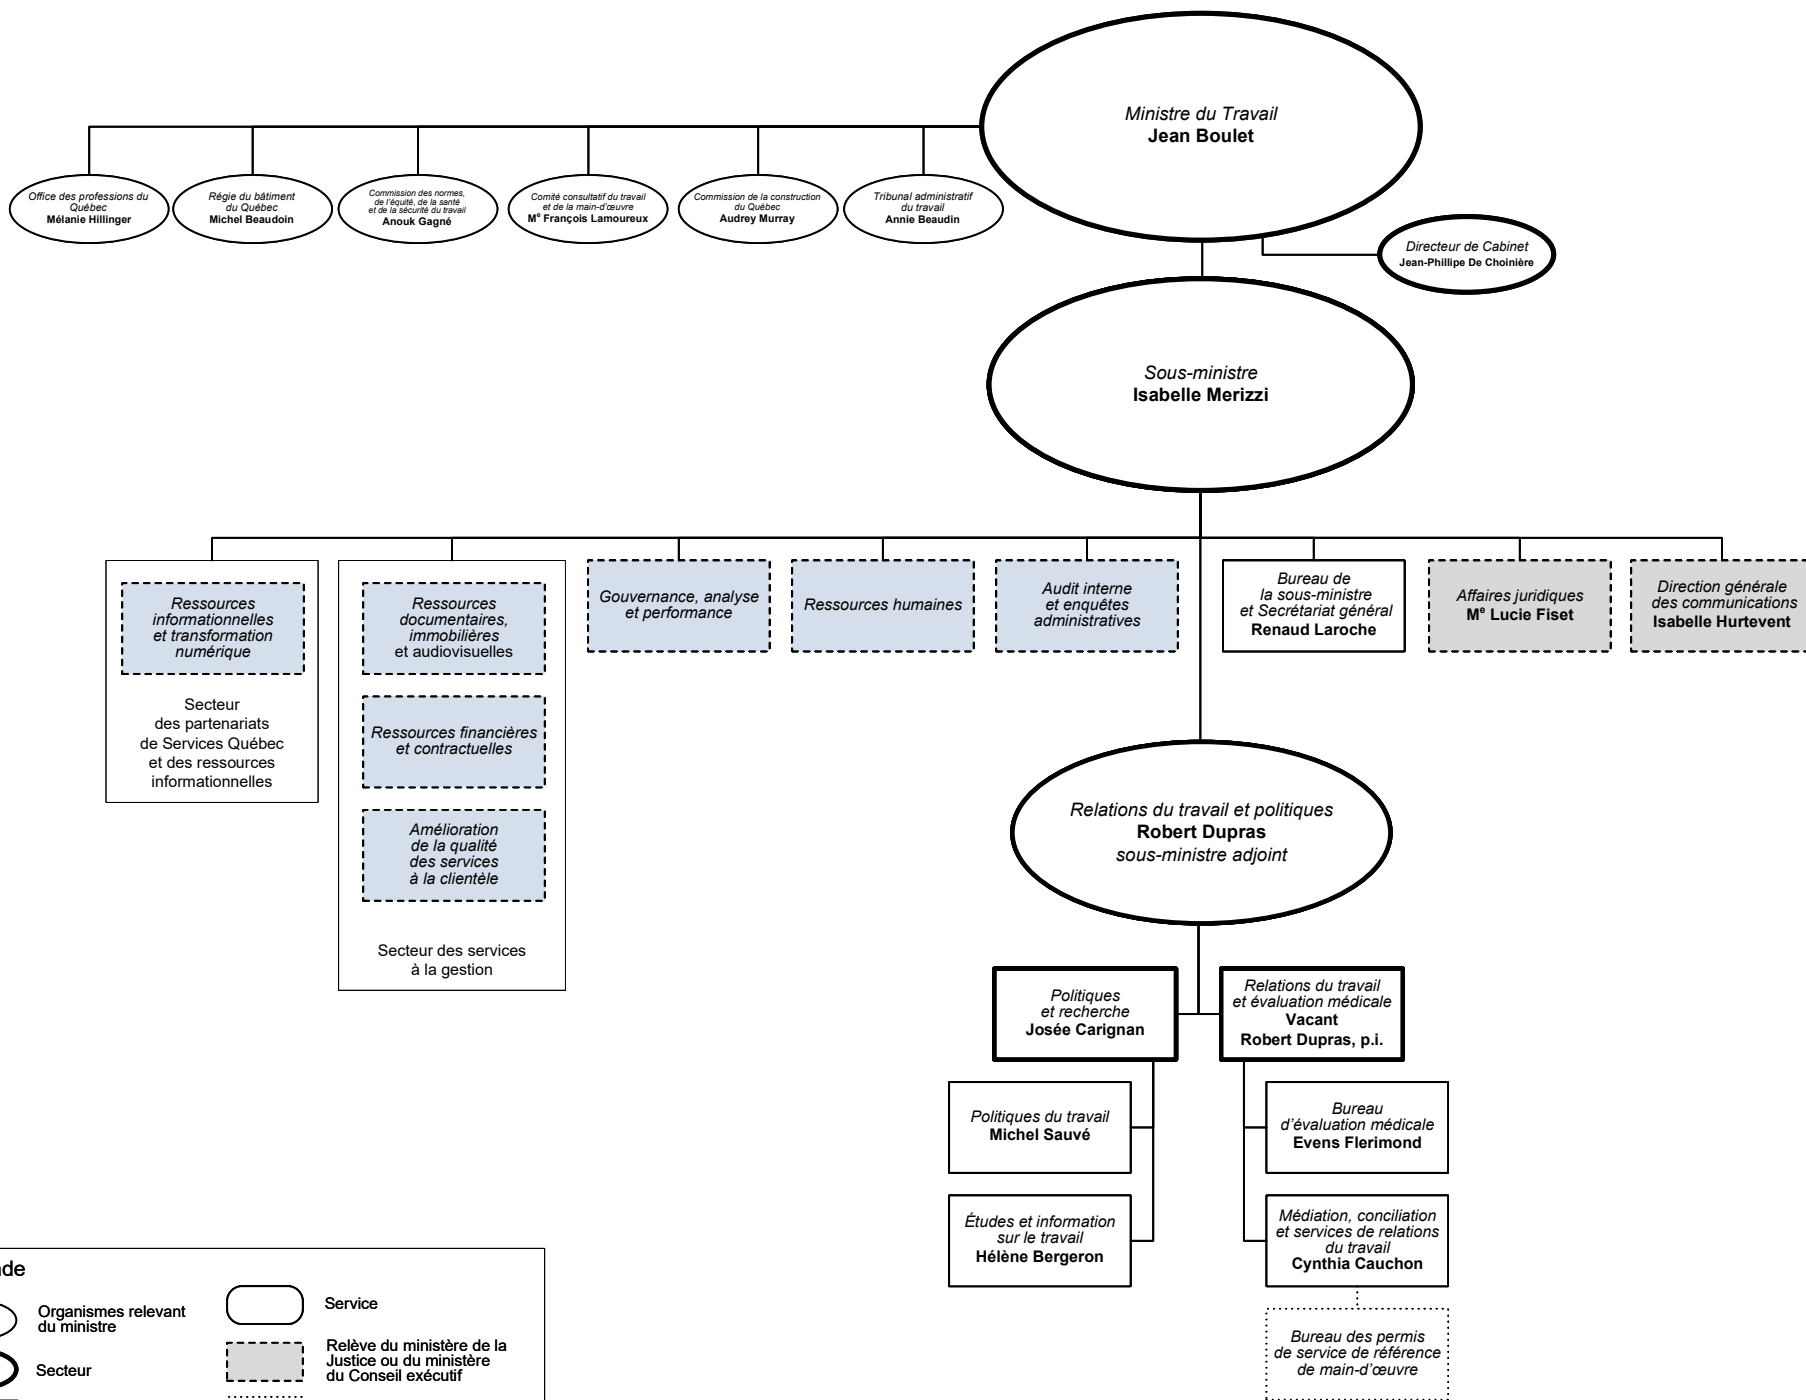 Ministre du Travail
Jean Boulet
Office des professions du
Québec
Mélanie Hillinger
Régie du bâtiment
du Québec
Michel Beaudoin
Commission des normes,
de l'équité, de la santé
et de la sécurité du travail
Anouk Gagné
Comité consultatif du travail
et de la main-d'œuvre
Me François Lamoureux
Commission de la construction
du Québec
Audrey Murray
Tribunal administratif
du travail
Annie Beaudin
Directeur de Cabinet
Jean-Phillipe De Choinière
Sous-ministre
Isabelle Merizzi
Ressources
informationnelles
et transformation
numérique
Secteur
des partenariats
de Services Québec
et des ressources
informationnelles
Ressources
documentaires,
immobilières
et audiovisuelles
Ressources financières
et contractuelles
Amélioration
de la qualité
des services
à la clientèle
Secteur des services
à la gestion
Gouvernance, analyse
et performance
Ressources humaines
Audit interne
et enquêtes
administratives
Bureau de
la sous-ministre
et Secrétariat général
Renaud Laroche
Affaires juridiques
Me Lucie Fiset
Direction générale
des communications
Isabelle Hurtevent
Relations du travail et politiques
Robert Dupras
sous-ministre adjoint
Politiques
et recherche
Josée Carignan
Relations du travail
et évaluation médicale
Vacant
Robert Dupras, p.i.
Politiques du travail
Michel Sauvé
Études et information
sur le travail
Hélène Bergeron
Bureau
d'évaluation médicale
Evens Flerimond
Médiation, conciliation
et services de relations
du travail
Cynthia Cauchon
Bureau des permis
de service de référence
de main-d'œuvre
de
Organismes relevant
du ministre
Secteur
Service
Relève du ministère de la
Justice ou du ministère
du Conseil exécutif